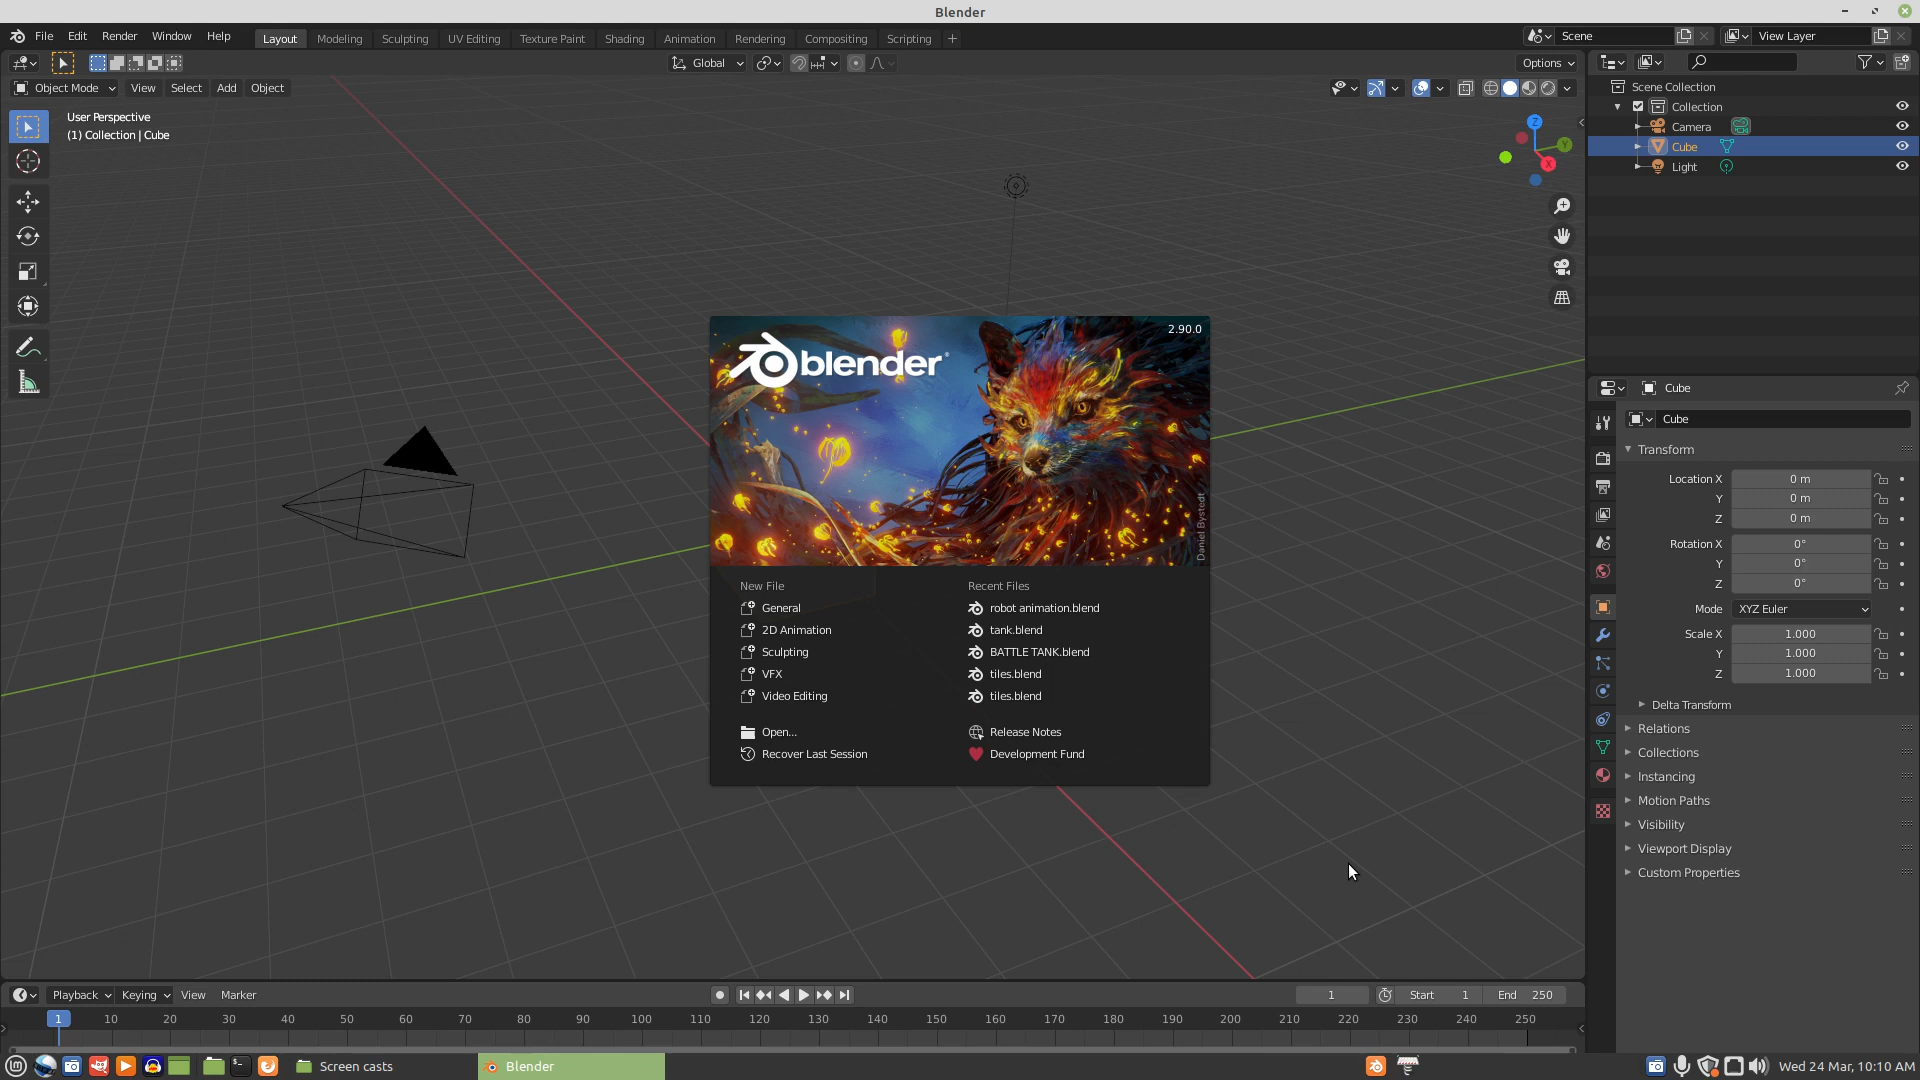 Blender
File Edit Render Window Help
Layout Modeling Sculpting UV Editing Texture Paint Shading Animation Rendering Compositing Scripting +
Scene
View Layer
Global
Options
Object Mode View Select Add Object
User Perspective
(1) Collection | Cube
Z
Y
X
Scene Collection
Collection
Camera
Cube
Light
blender
2.90.0
Daniel Bystedt
New File
General
2D Animation
Sculpting
VFX
Video Editing
Open...
Recover Last Session
Recent Files
robot animation.blend
tank.blend
BATTLE TANK.blend
tiles.blend
tiles.blend
Release Notes
Development Fund
Cube
Cube
Transform
Location X 0 m
Y 0 m
Z 0 m
Rotation X 0°
Y 0°
Z 0°
Mode XYZ Euler
Scale X 1.000
Y 1.000
Z 1.000
Delta Transform
Relations
Collections
Instancing
Motion Paths
Visibility
Viewport Display
Custom Properties
Playback Keying View Marker
1
Start 1
End 250
1 10 20 30 40 50 60 70 80 90 100 110 120 130 140 150 160 170 180 190 200 210 220 230 240 250
Screen casts
Blender
Wed 24 Mar, 10:10 AM